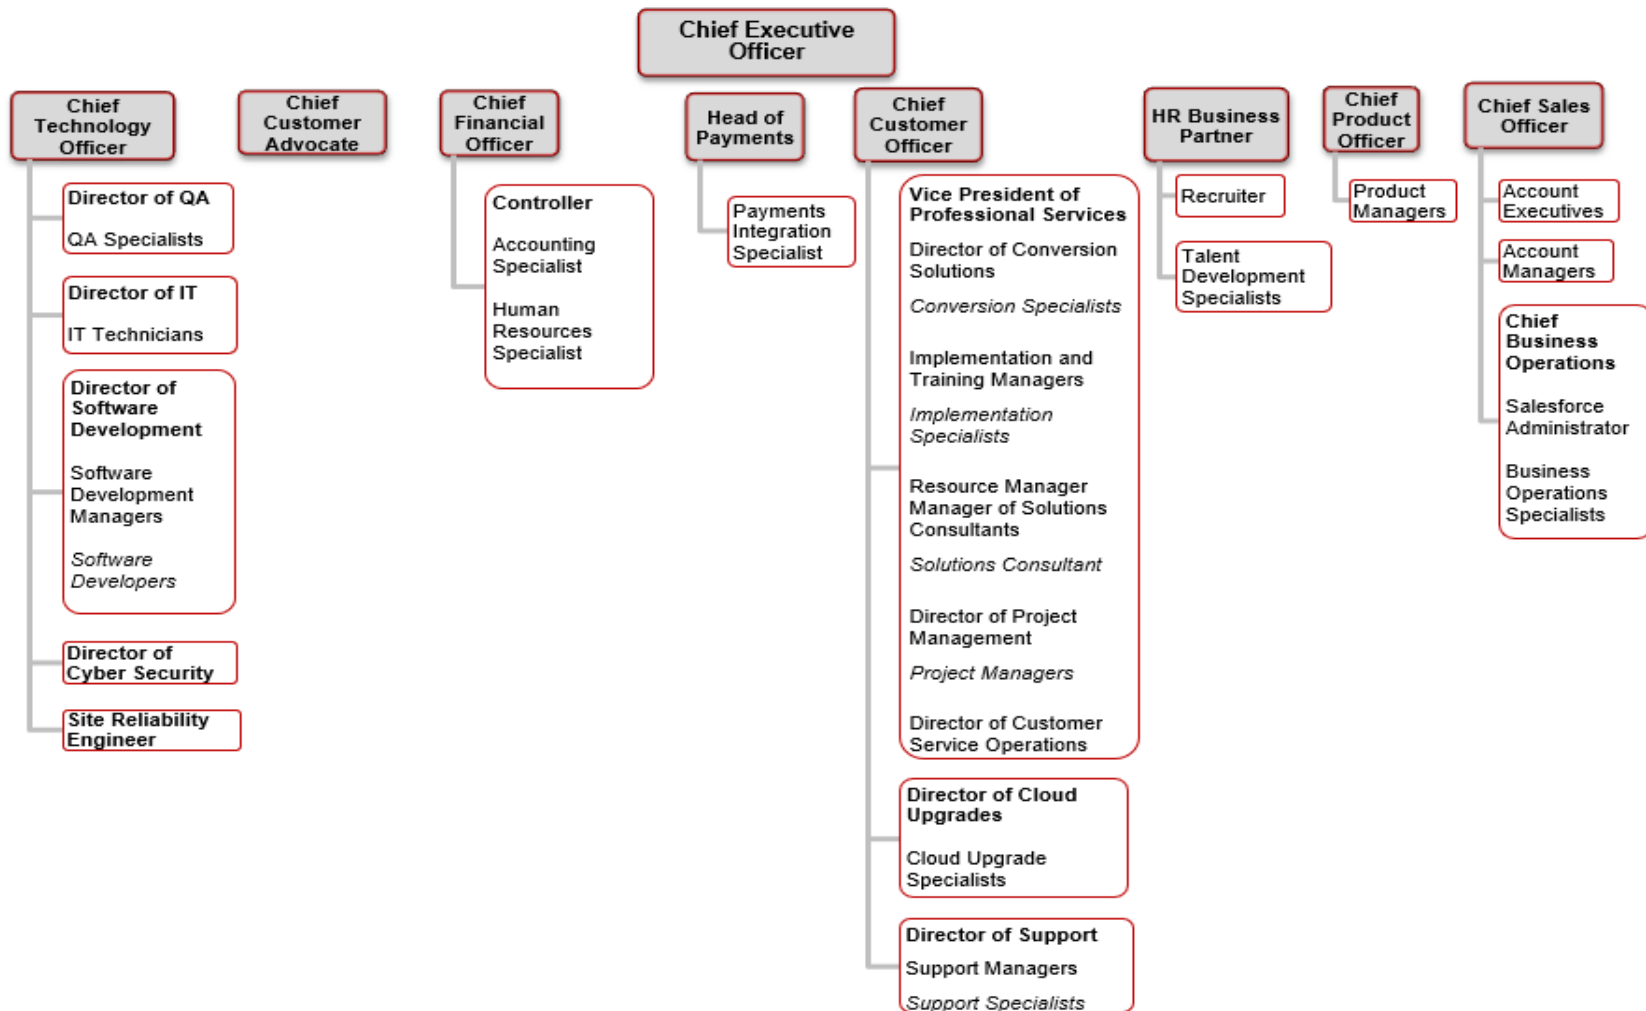 Chief Executive
Officer
Chief
Technology
Officer
Director of QA
QA Specialists
Director of IT
IT Technicians
Director of
Software
Development
Software
Development
Managers
Software
Developers
Director of
Cyber Security
Site Reliability
Engineer
Chief
Customer
Advocate
Chief
Financial
Officer
Controller
Accounting
Specialist
Human
Resources
Specialist
Head of
Payments
Payments
Integration
Specialist
Chief
Customer
Officer
Vice President of
Professional Services
Director of Conversion
Solutions
Conversion Specialists
Implementation and
Training Managers
Implementation
Specialists
Resource Manager
Manager of Solutions
Consultants
Solutions Consultant
Director of Project
Management
Project Managers
Director of Customer
Service Operations
Director of Cloud
Upgrades
Cloud Upgrade
Specialists
Director of Support
Support Managers
Support Specialists
HR Business
Partner
Recruiter
Talent
Development
Specialists
Chief
Product
Officer
Product
Managers
Chief Sales
Officer
Account
Executives
Account
Managers
Chief
Business
Operations
Salesforce
Administrator
Business
Operations
Specialists